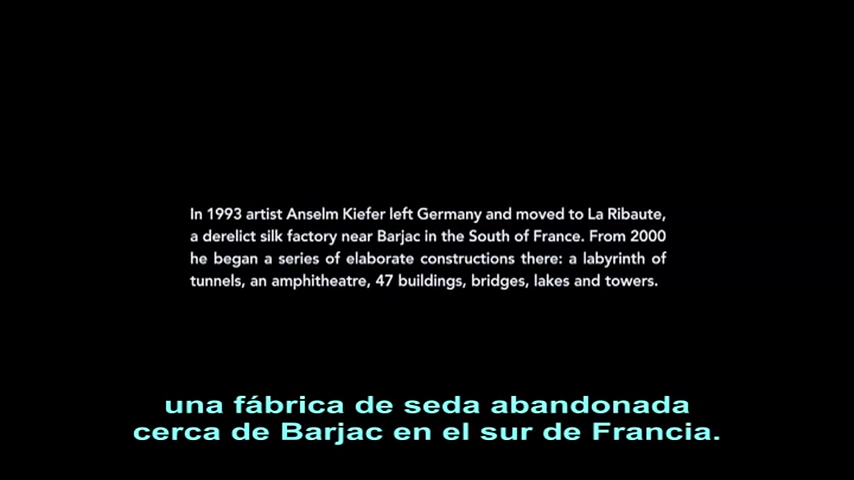 In 1993 artist Anselm Kiefer left Germany and moved to La Ribaute,
a derelict silk factory near Barjac in the South of France. From 2000
he began a series of elaborate constructions there: a labyrinth of
tunnels, an amphitheatre, 47 buildings, bridges, lakes and towers.
una fábrica de seda abandonada
cerca de Barjac en el sur de Francia.